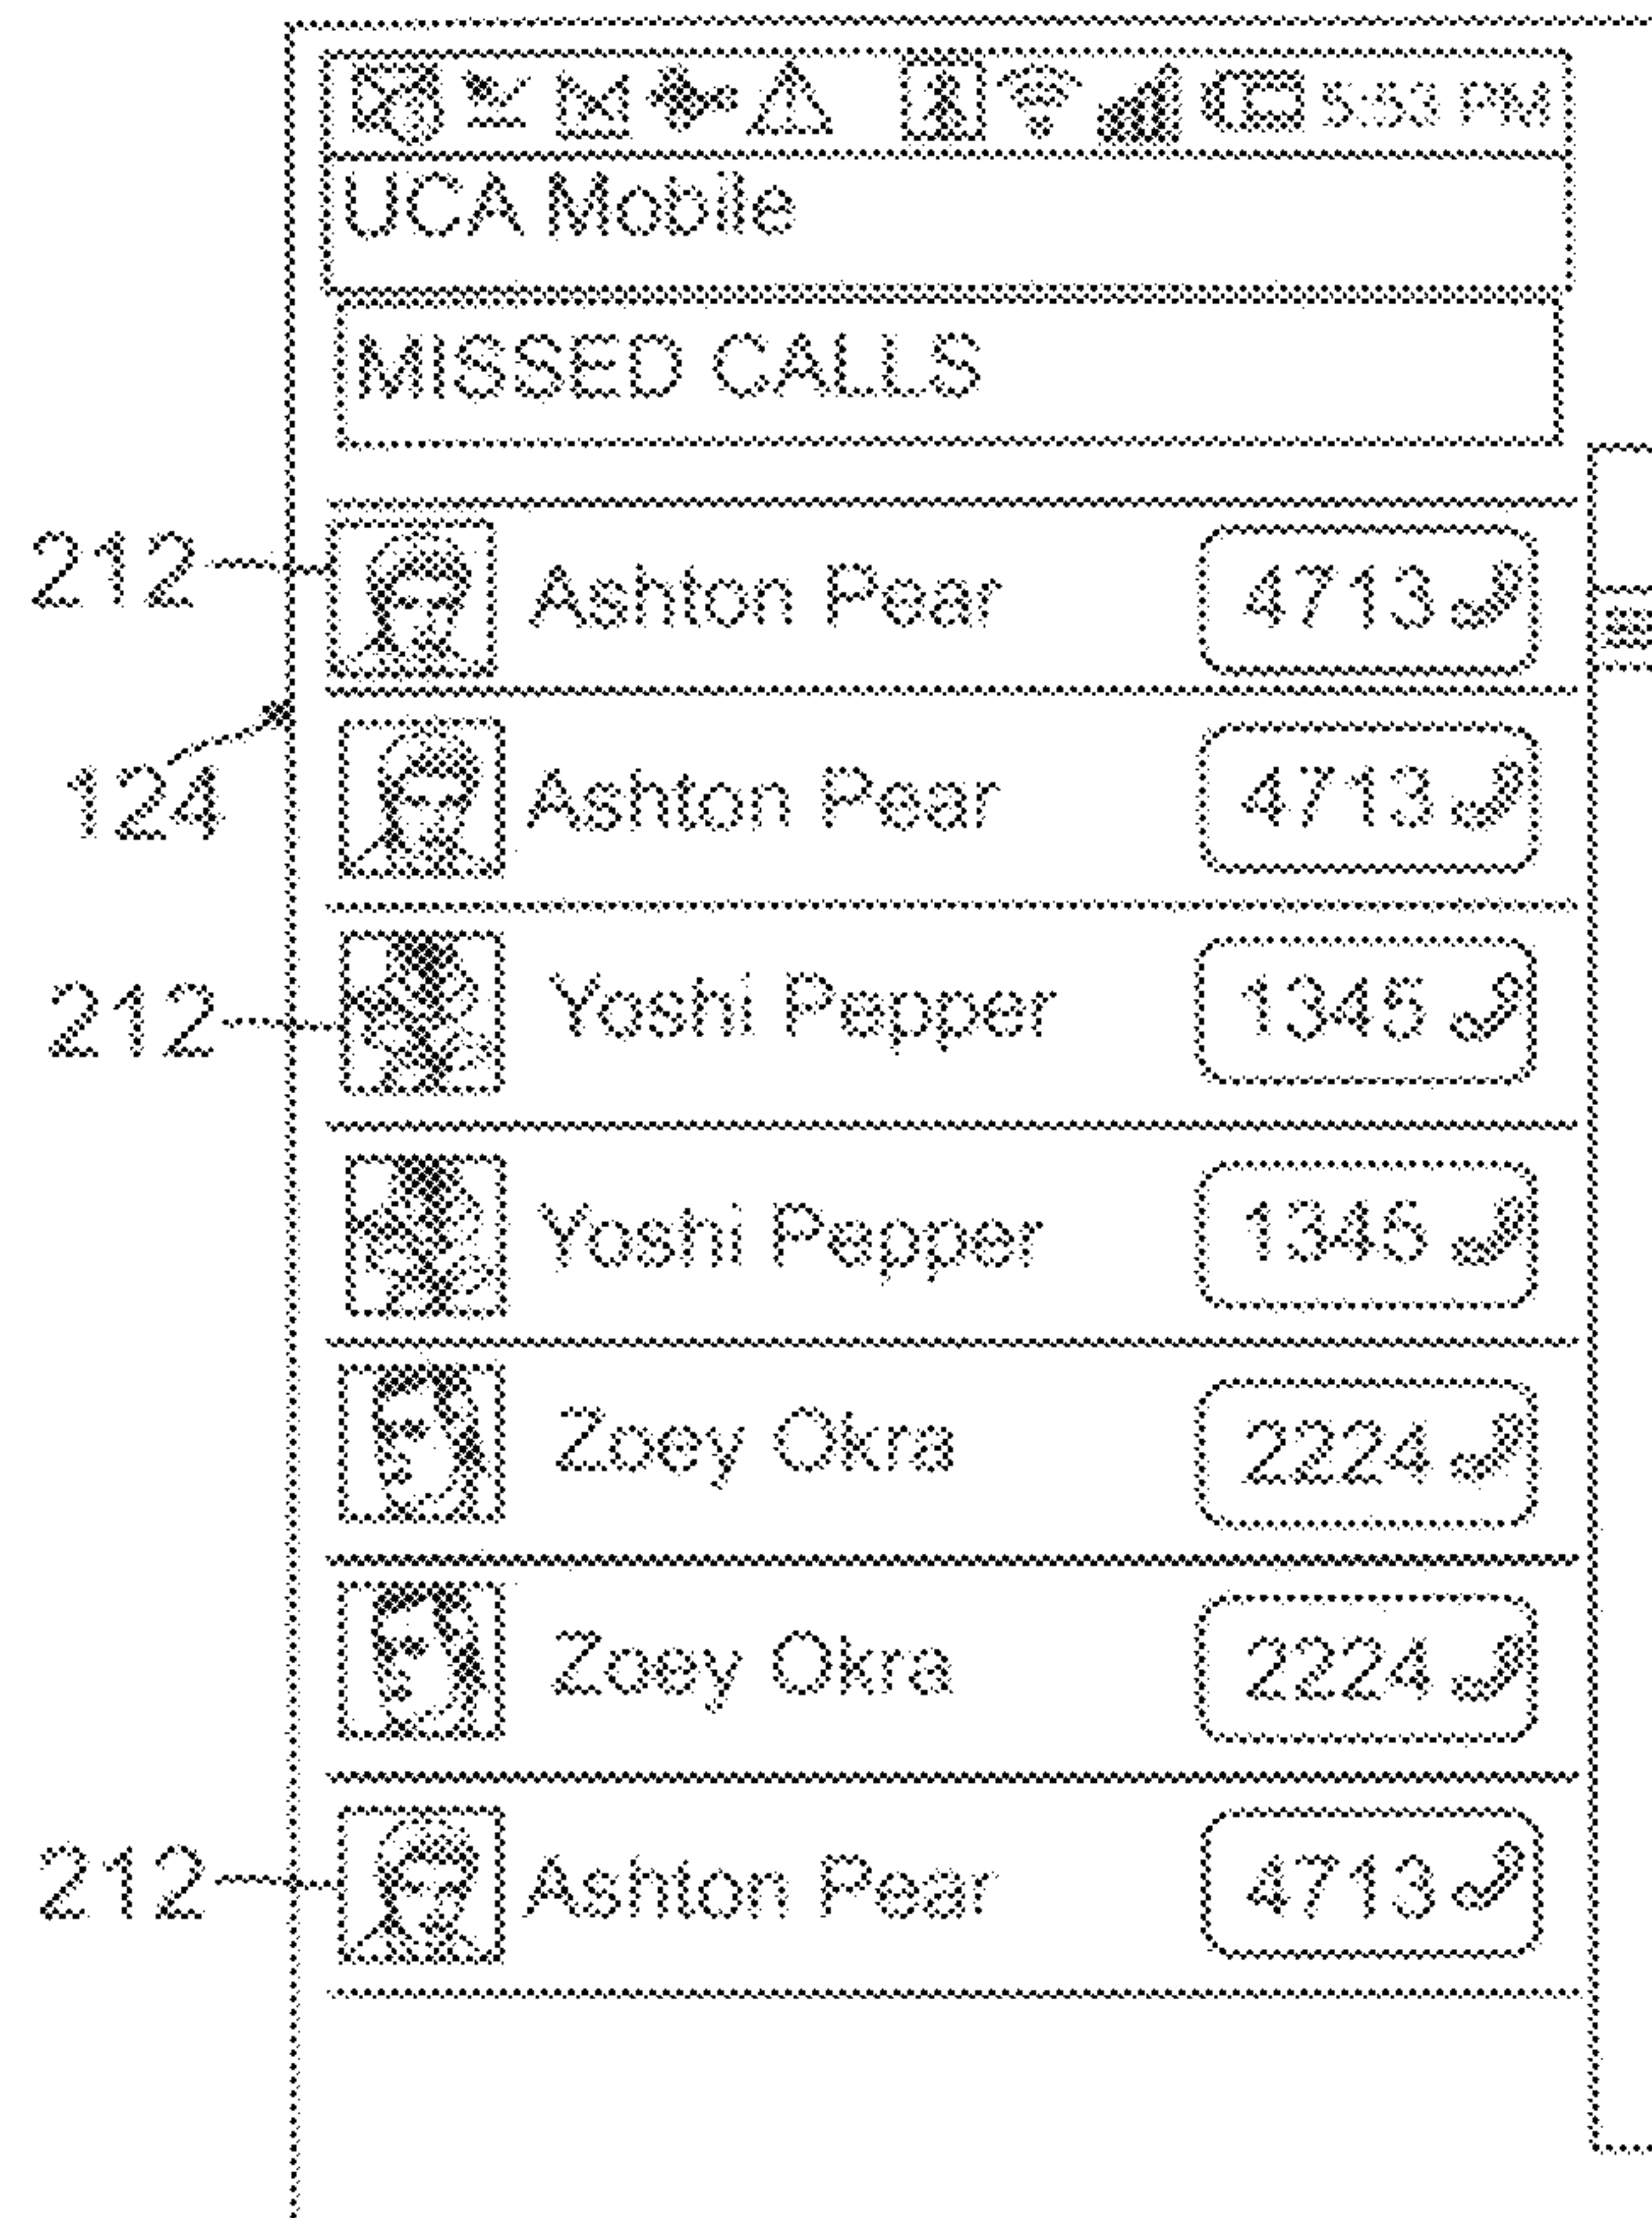 5:53 PM
UCA Mobile
MISSED CALLS
212 Ashton Pear 4713
124 Ashton Pear 4713
212 Yoshi Pepper 1345
Yoshi Pepper 1345
Zoey Okra 2224
Zoey Okra 2224
212 Ashton Pear 4713